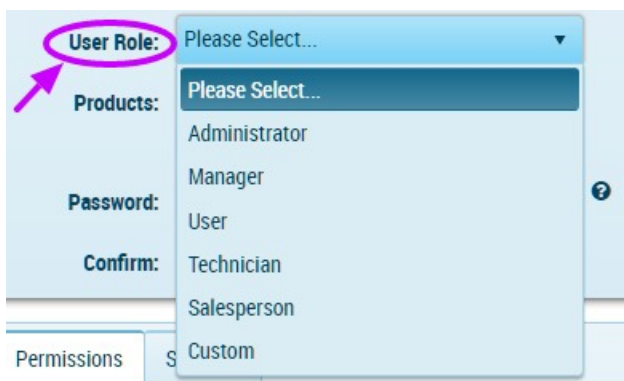 User Role: Please Select...
Products: Please Select...
Administrator
Manager
Password:
User
Confirm: Technician
Salesperson
Permissions S Custom